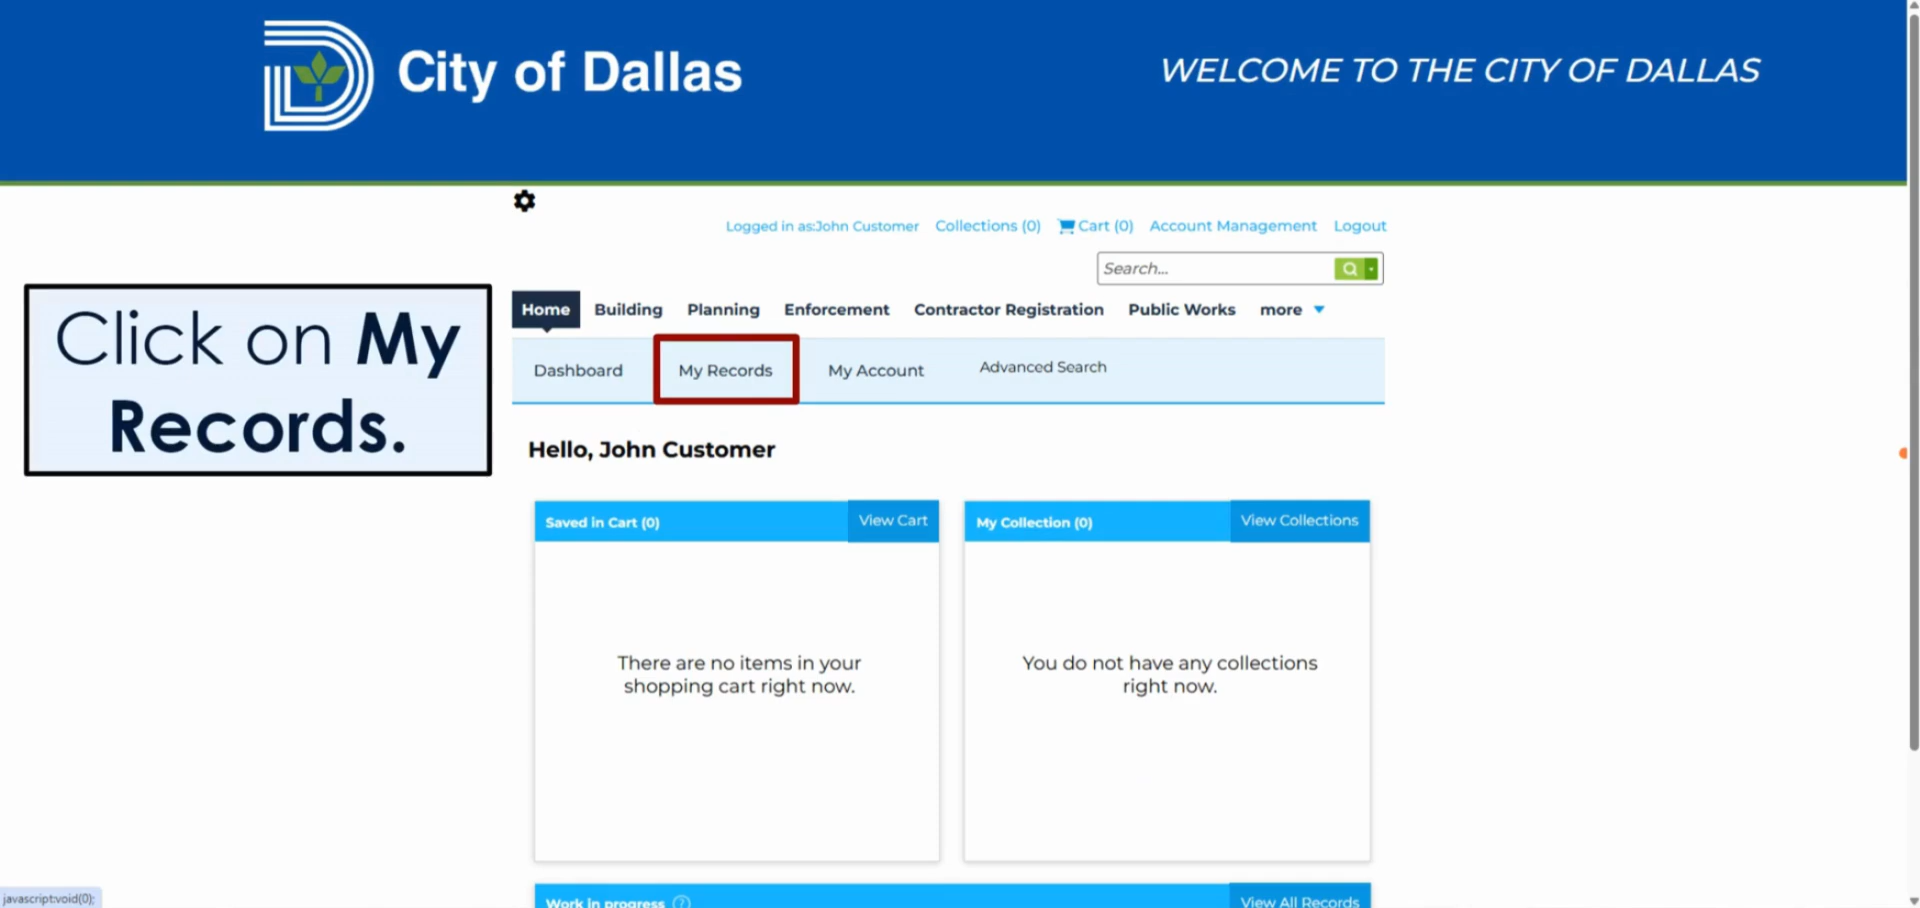 City of Dallas
WELCOME TO THE CITY OF DALLAS
Logged in as:John Customer Collections (0) Cart (0) Account Management Logout
Search...
Click on My
Records.
Home Building Planning Enforcement Contractor Registration Public Works more
Dashboard My Records My Account Advanced Search
Hello, John Customer
Saved in Cart (0) View Cart
My Collection (0) View Collections
There are no items in your
shopping cart right now.
You do not have any collections
right now.
Work in progress ? View All Records
javascript:void(0);